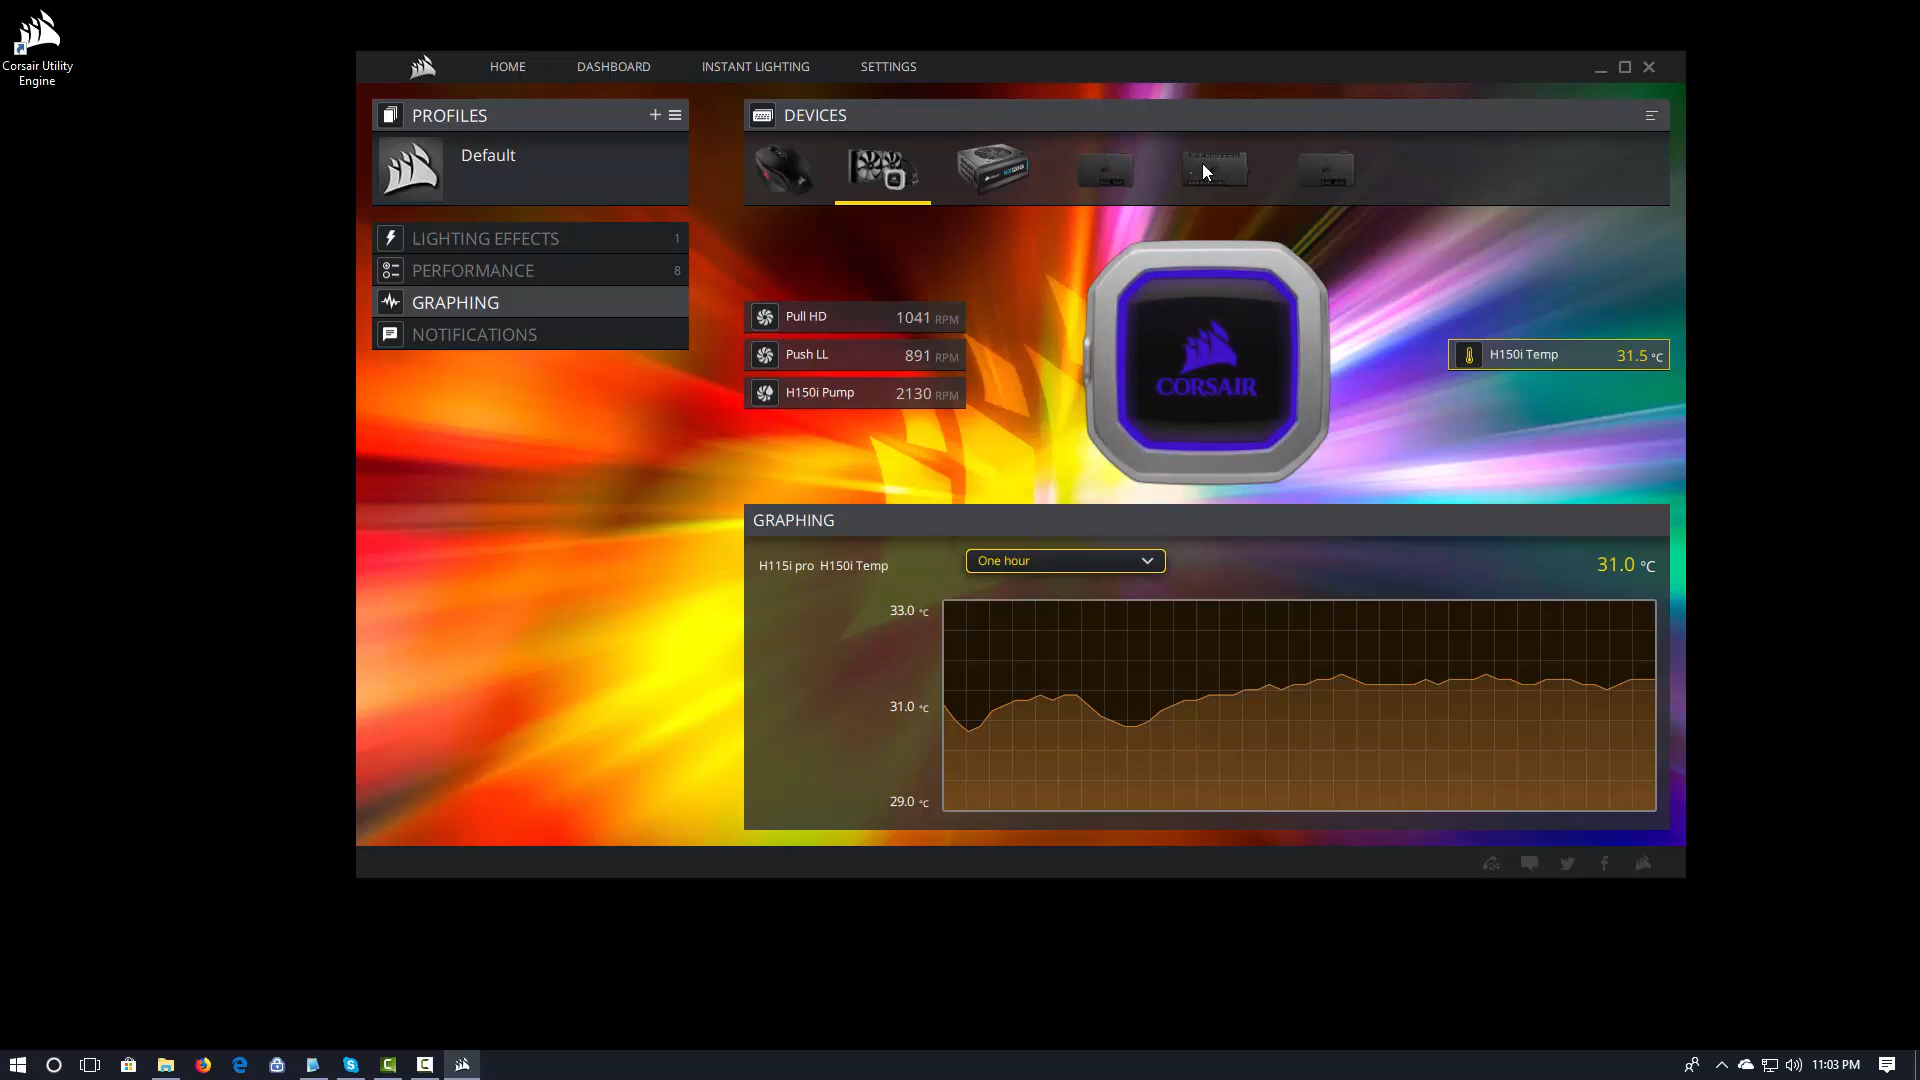 Corsair Utility
Engine
HOME
DASHBOARD
INSTANT LIGHTING
SETTINGS
PROFILES
Default
LIGHTING EFFECTS 1
PERFORMANCE 8
GRAPHING
NOTIFICATIONS
DEVICES
Pull HD 1041 RPM
Push LL 891 RPM
H150i Pump 2130 RPM
CORSAIR
H150i Temp 31.5 °C
GRAPHING
H115i pro H150i Temp
One hour
31.0 °C
33.0 °C
31.0 °C
29.0 °C
24
11:03 PM